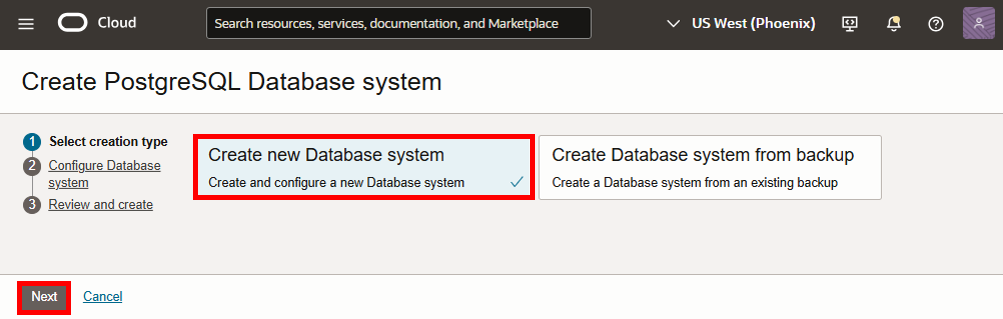 Cloud
Search resources, services, documentation, and Marketplace
US West (Phoenix)
Create PostgreSQL Database system
1 Select creation type
2 Configure Database
system
3 Review and create
Create new Database system
Create and configure a new Database system
Create Database system from backup
Create a Database system from an existing backup
Next
Cancel